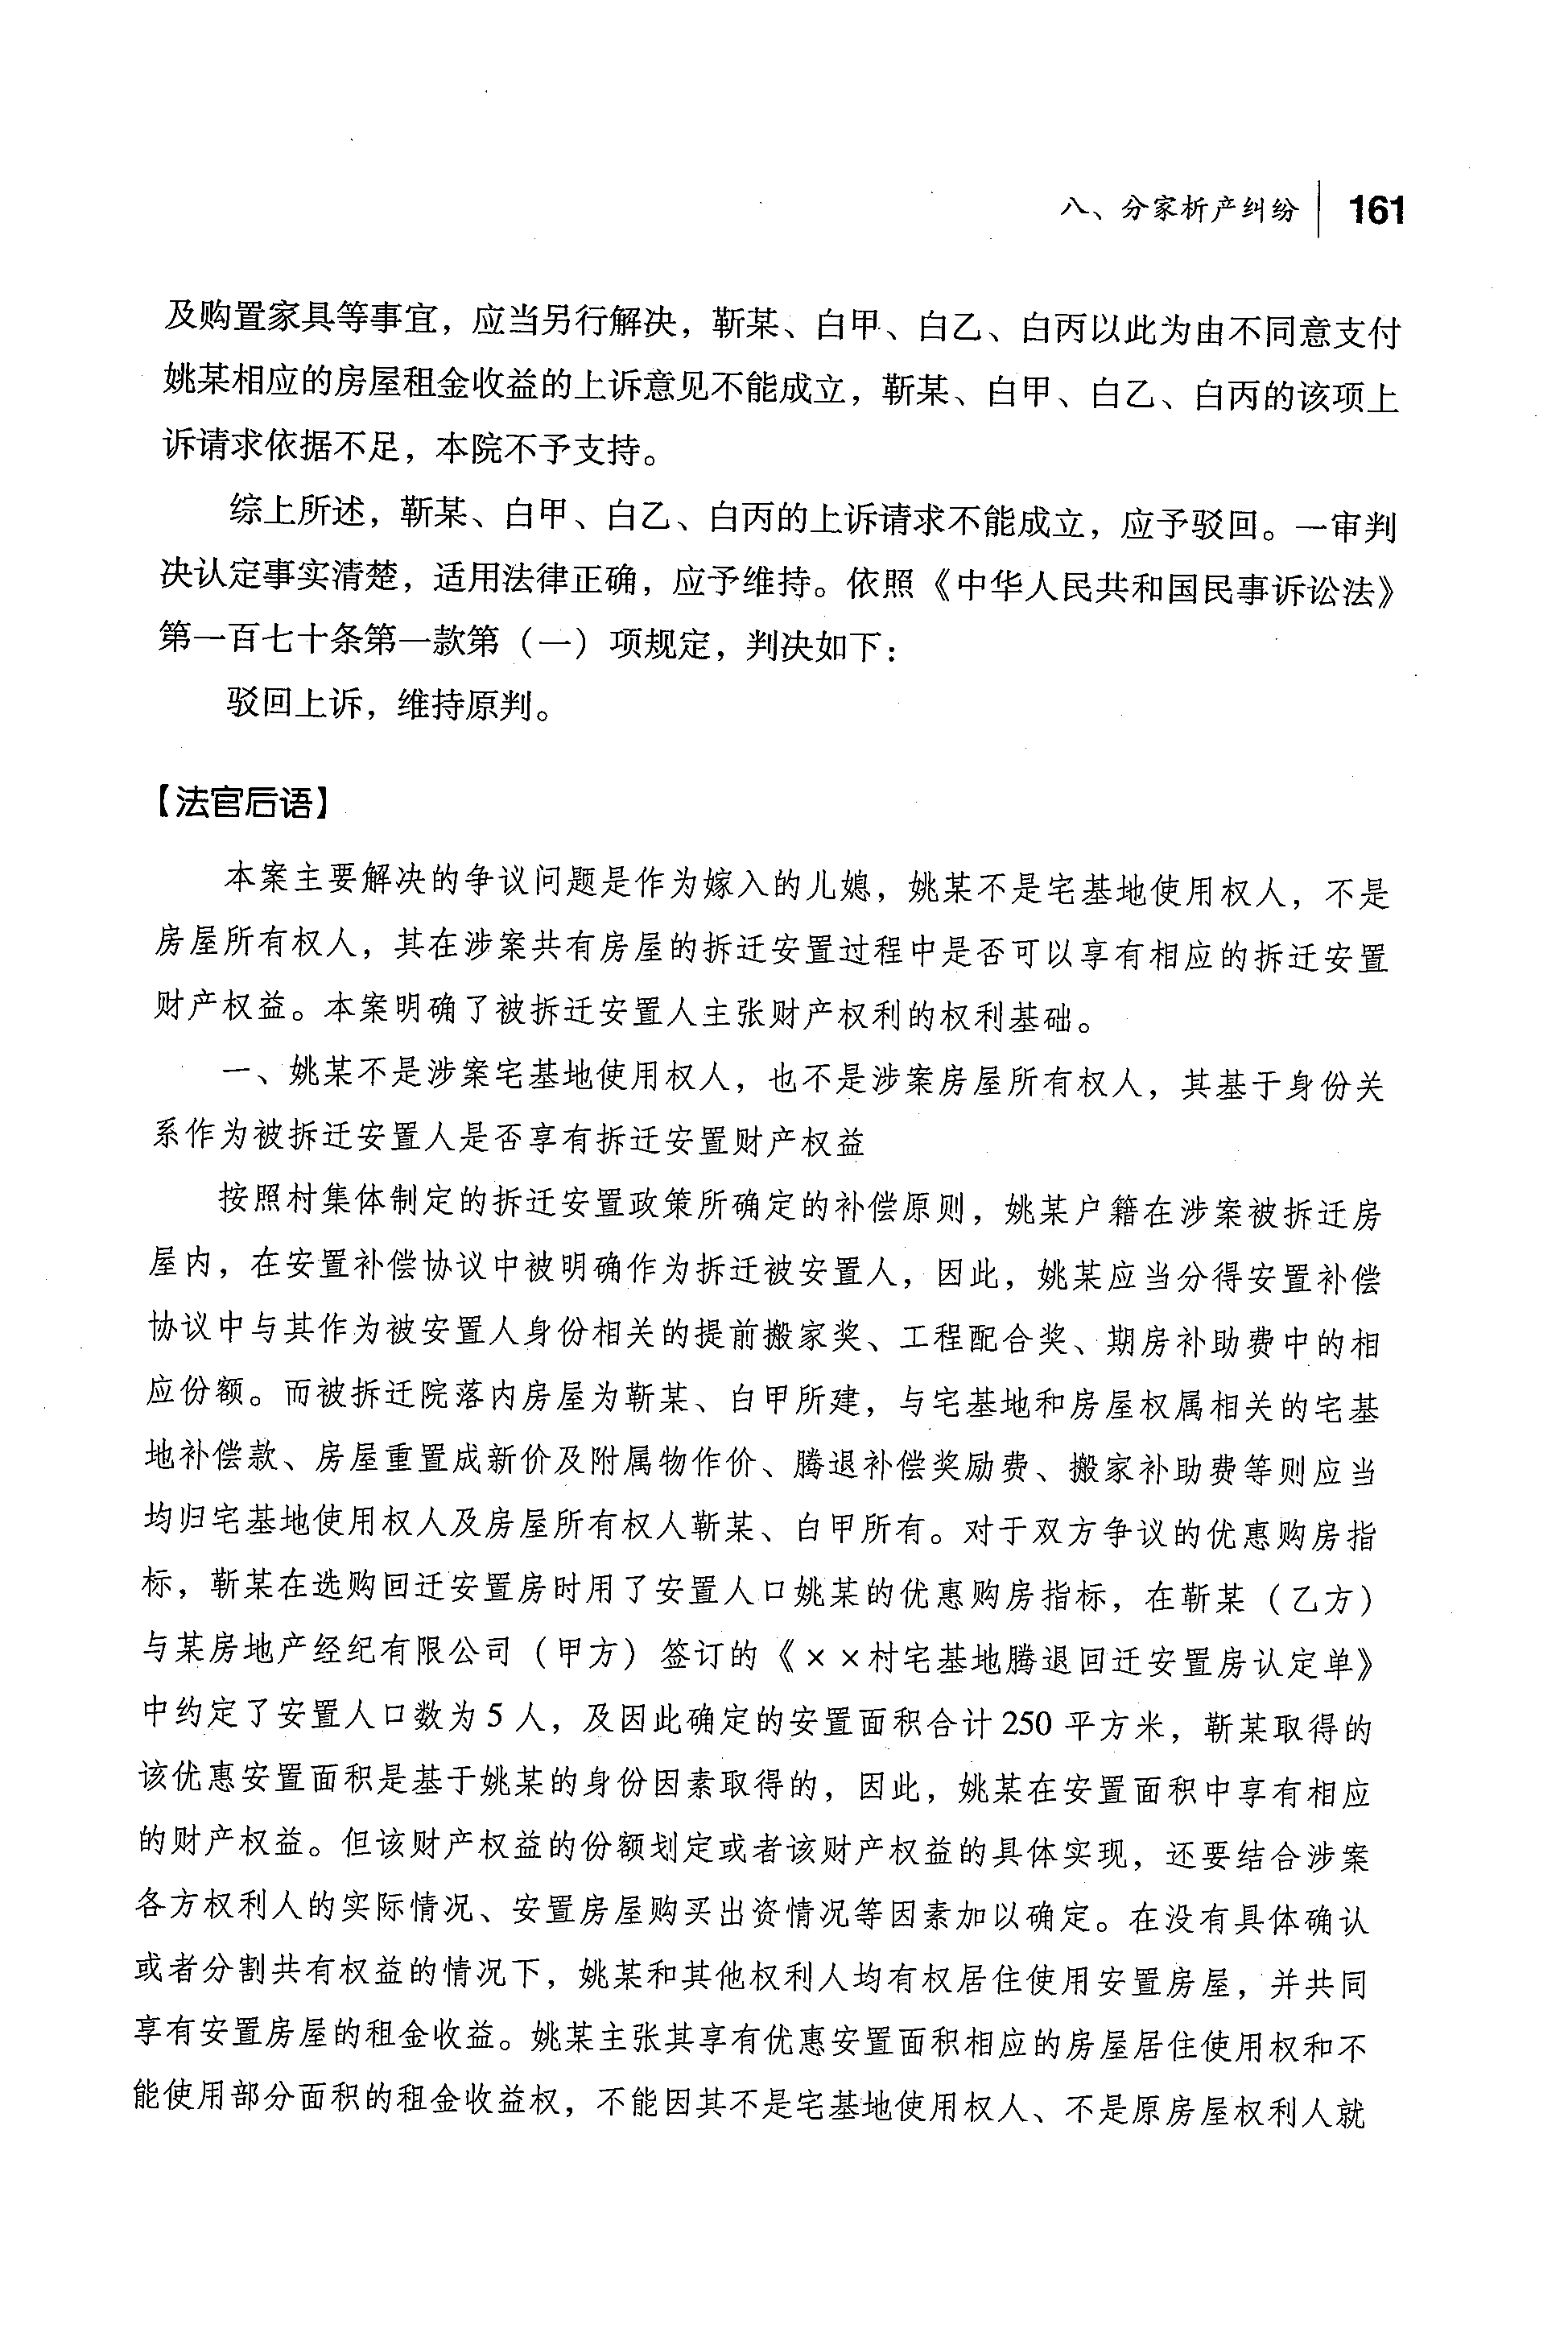 八、分家析产纠纷 161
及购置家具等事宜，应当另行解决，靳某、白甲、白乙、白丙以此为由不同意支付
姚某相应的房屋租金收益的上诉意见不能成立，靳某、白甲、白乙、白丙的该项上
诉请求依据不足，本院不予支持。
综上所述，靳某、白甲、白乙、白丙的上诉请求不能成立，应予驳回。一审判
决认定事实清楚，适用法律正确，应予维持。依照《中华人民共和国民事诉讼法》
第一百七十条第一款第（一）项规定，判决如下：
驳回上诉，维持原判。
【法官后语】
本案主要解决的争议问题是作为嫁入的儿媳，姚某不是宅基地使用权人，不是
房屋所有权人，其在涉案共有房屋的拆迁安置过程中是否可以享有相应的拆迁安置
财产权益。本案明确了被拆迁安置人主张财产权利的权利基础。
一、姚某不是涉案宅基地使用权人，也不是涉案房屋所有权人，其基于身份关
系作为被拆迁安置人是否享有拆迁安置财产权益
按照村集体制定的拆迁安置政策所确定的补偿原则，姚某户籍在涉案被拆迁房
屋内，在安置补偿协议中被明确作为拆迁被安置人，因此，姚某应当分得安置补偿
协议中与其作为被安置人身份相关的提前搬家奖、工程配合奖、期房补助费中的相
应份额。而被拆迁院落内房屋为靳某、白甲所建，与宅基地和房屋权属相关的宅基
地补偿款、房屋重置成新价及附属物作价、腾退补偿奖励费、搬家补助费等则应当
均归宅基地使用权人及房屋所有权人靳某、白甲所有。对于双方争议的优惠购房指
标，靳某在选购回迁安置房时用了安置人口姚某的优惠购房指标，在靳某（乙方）
与某房地产经纪有限公司（甲方）签订的《××村宅基地腾退回迁安置房认定单》
中约定了安置人口数为5人，及因此确定的安置面积合计250平方米，靳某取得的
该优惠安置面积是基于姚某的身份因素取得的，因此，姚某在安置面积中享有相应
的财产权益。但该财产权益的份额划定或者该财产权益的具体实现，还要结合涉案
各方权利人的实际情况、安置房屋购买出资情况等因素加以确定。在没有具体确认
或者分割共有权益的情况下，姚某和其他权利人均有权居住使用安置房屋，并共同
享有安置房屋的租金收益。姚某主张其享有优惠安置面积相应的房屋居住使用权和不
能使用部分面积的租金收益权，不能因其不是宅基地使用权人、不是原房屋权利人就